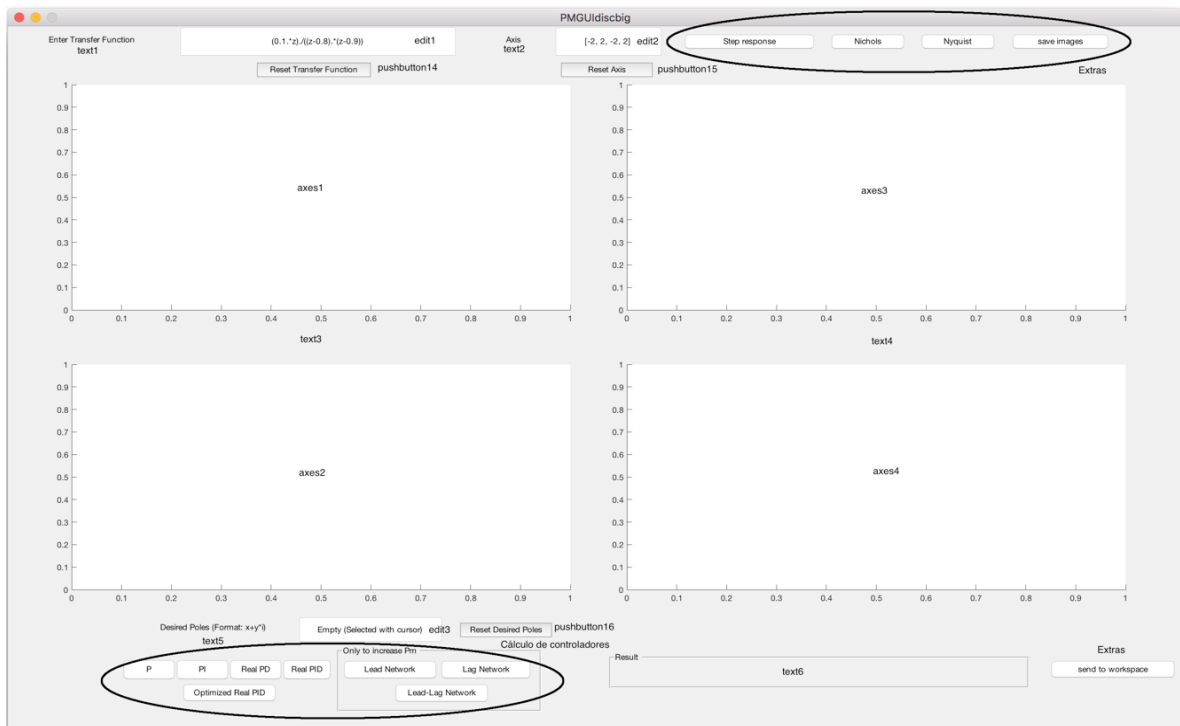 PMGUIdiscbig
Enter Transfer Function
text1
(0.1.*z)./((z-0.8).*(z-0.9))
edit1
Axis
text2
[-2, 2, -2, 2]
edit2
Step response
Nichols
Nyquist
save images
Reset Transfer Function
pushbutton14
Reset Axis
pushbutton15
Extras
1
0.9
0.8
0.7
0.6
0.5
0.4
0.3
0.2
0.1
0
axes1
0 0.1 0.2 0.3 0.4 0.5 0.6 0.7 0.8 0.9 1
text3
1
0.9
0.8
0.7
0.6
0.5
0.4
0.3
0.2
0.1
0
axes3
0 0.1 0.2 0.3 0.4 0.5 0.6 0.7 0.8 0.9 1
text4
1
0.9
0.8
0.7
0.6
0.5
0.4
0.3
0.2
0.1
0
axes2
0 0.1 0.2 0.3 0.4 0.5 0.6 0.7 0.8 0.9 1
1
0.9
0.8
0.7
0.6
0.5
0.4
0.3
0.2
0.1
0
axes4
0 0.1 0.2 0.3 0.4 0.5 0.6 0.7 0.8 0.9 1
Desired Poles (Format: x+y*i)
text5
Empty (Selected with cursor)
edit3
Reset Desired Poles
pushbutton16
Cálculo de controladores
P
PI
Real PD
Real PID
Optimized Real PID
Only to increase Pm
Lead Network
Lag Network
Lead-Lag Network
Result
text6
Extras
send to workspace